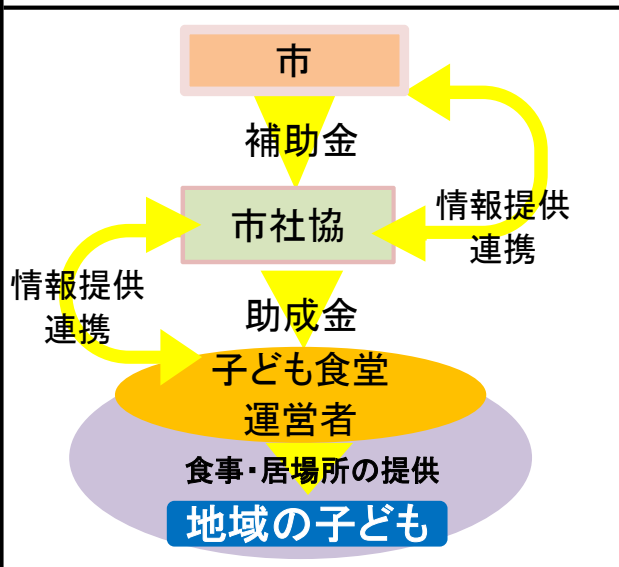 市
補助金
市社協
情報提供
連携
情報提供
連携
助成金
子ども食堂
運営者
食事・居場所の提供
地域の子ども